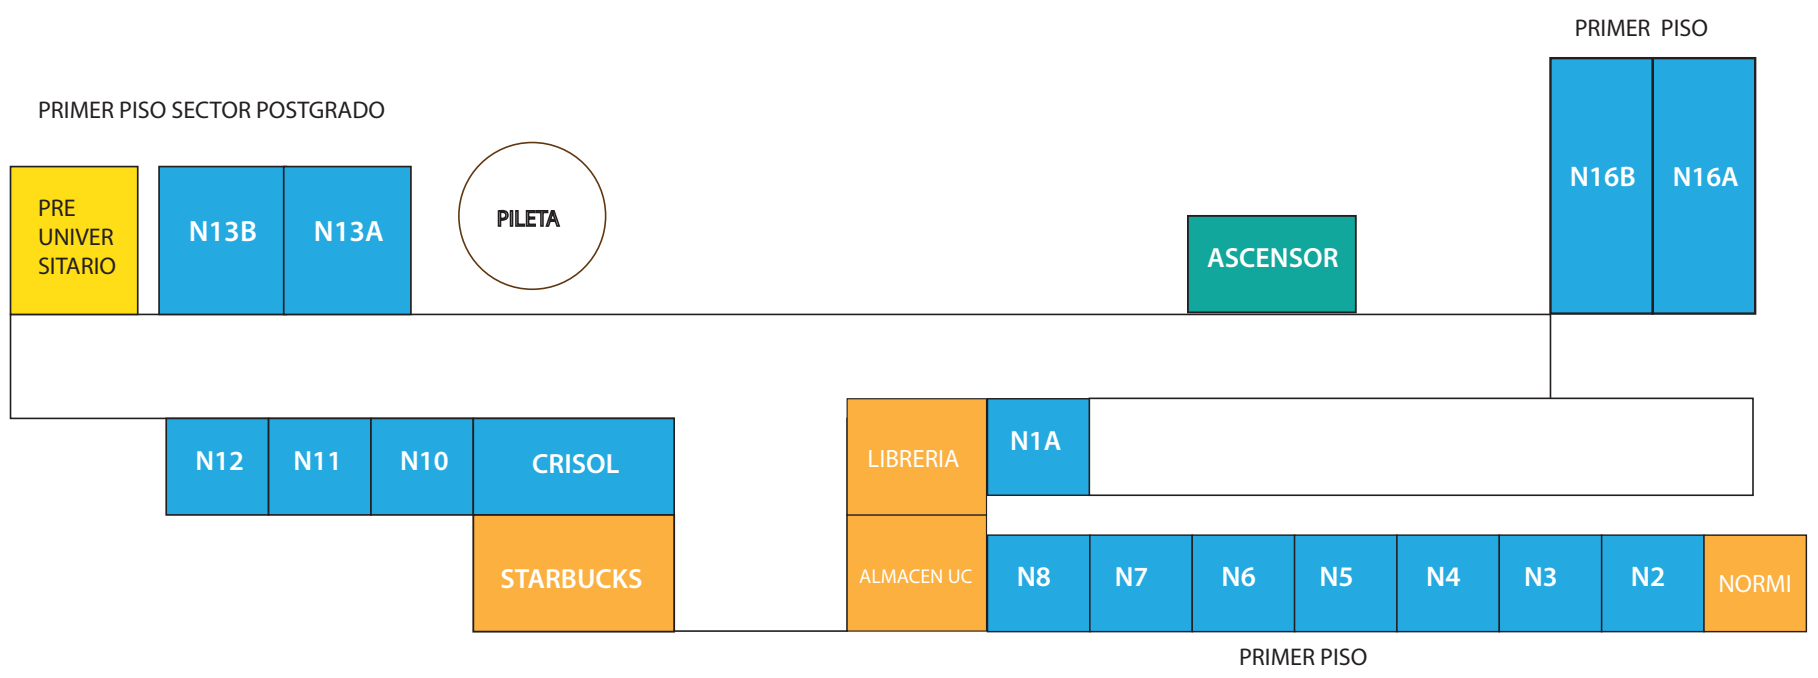 PRIMER PISO
PRIMER PISO SECTOR POSTGRADO
PRE
UNIVER
SITARIO
N13B
N13A
PILETA
ASCENSOR
N16B
N16A
N12
N11
N10
CRISOL
STARBUCKS
LIBRERIA
N1A
ALMACEN UC
N8
N7
N6
N5
N4
N3
N2
NORMI
PRIMER PISO